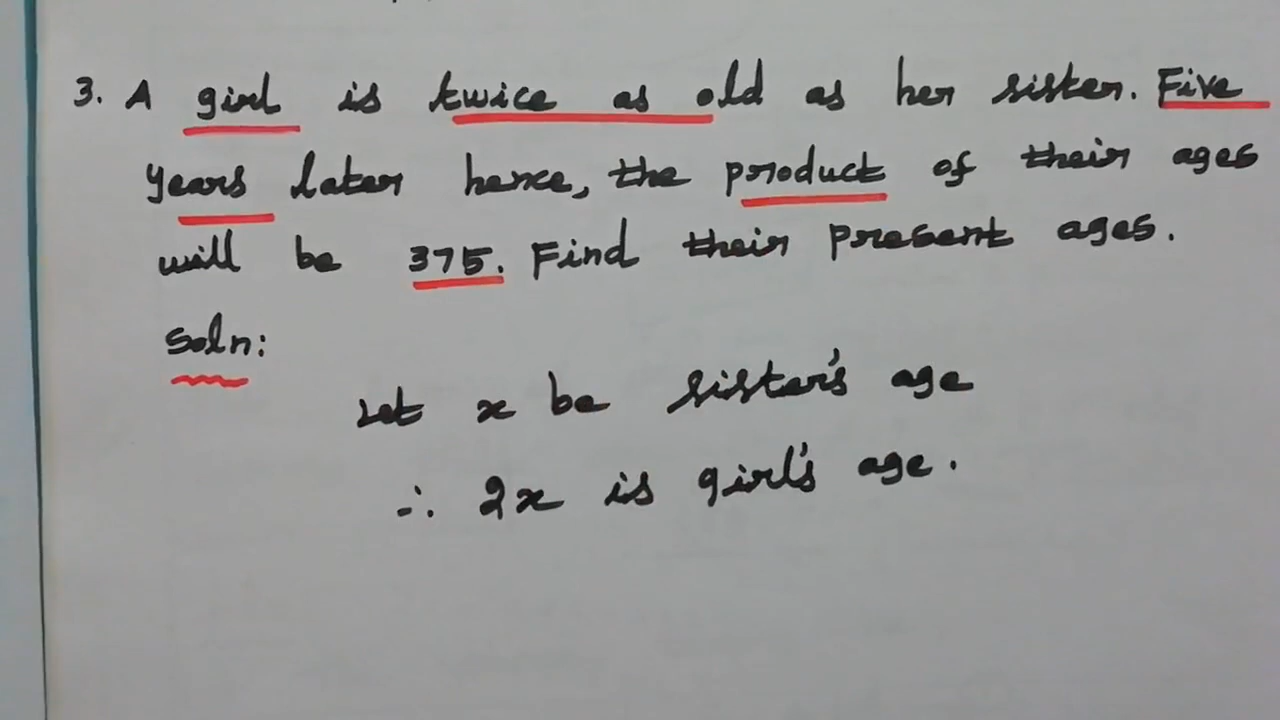 3. A girl is twice as old as her sister. Five
years later hence, the product of their ages
will be 375. Find their present ages.
Soln:
Let x be sister's age
∴ 2x is girl's age.